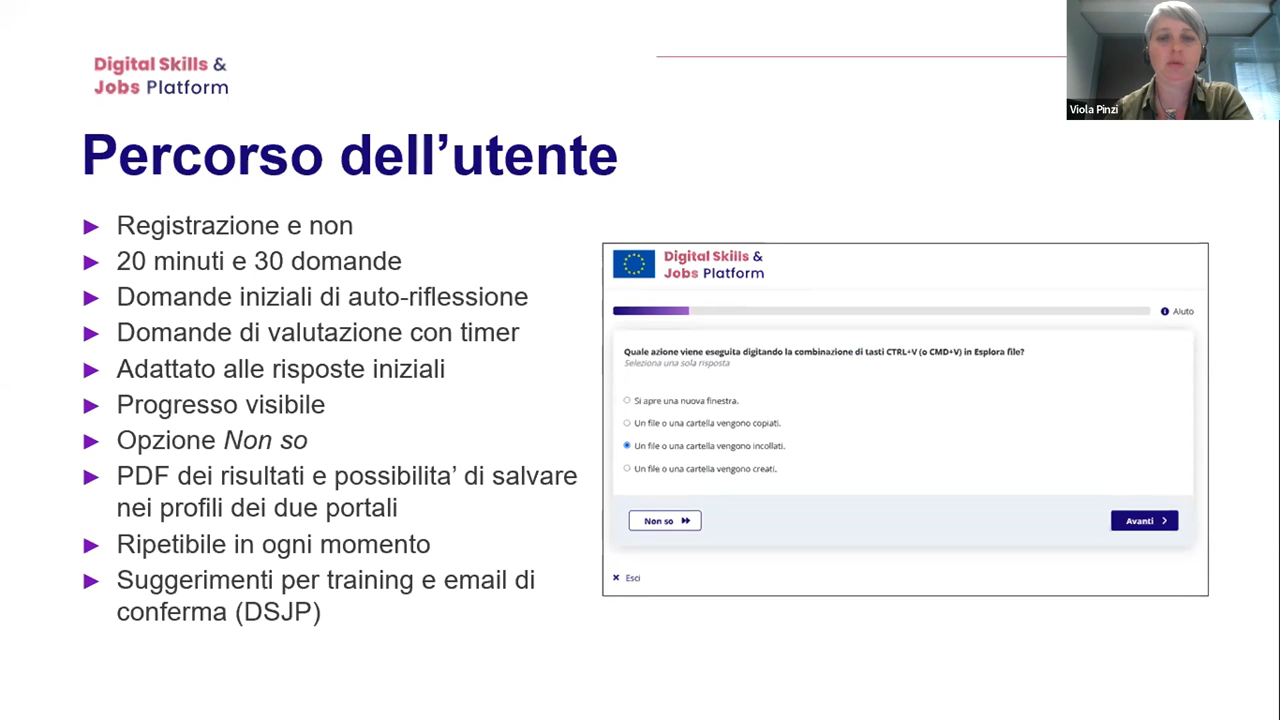 Digital Skills &
Jobs Platform
Viola Pinzi
Percorso dell’utente
► Registrazione e non
► 20 minuti e 30 domande
► Domande iniziali di auto-riflessione
► Domande di valutazione con timer
► Adattato alle risposte iniziali
► Progresso visibile
► Opzione Non so
► PDF dei risultati e possibilita’ di salvare
nei profili dei due portali
► Ripetibile in ogni momento
► Suggerimenti per training e email di
conferma (DSJP)
Digital Skills &
Jobs Platform
Aiuto
Quale azione viene eseguita digitando la combinazione di tasti CTRL+V (o CMD+V) in Esplora file?
Seleziona una sola risposta
Si apre una nuova finestra.
Un file o una cartella vengono copiati.
Un file o una cartella vengono incollati.
Un file o una cartella vengono creati.
Non so
Avanti
Esci